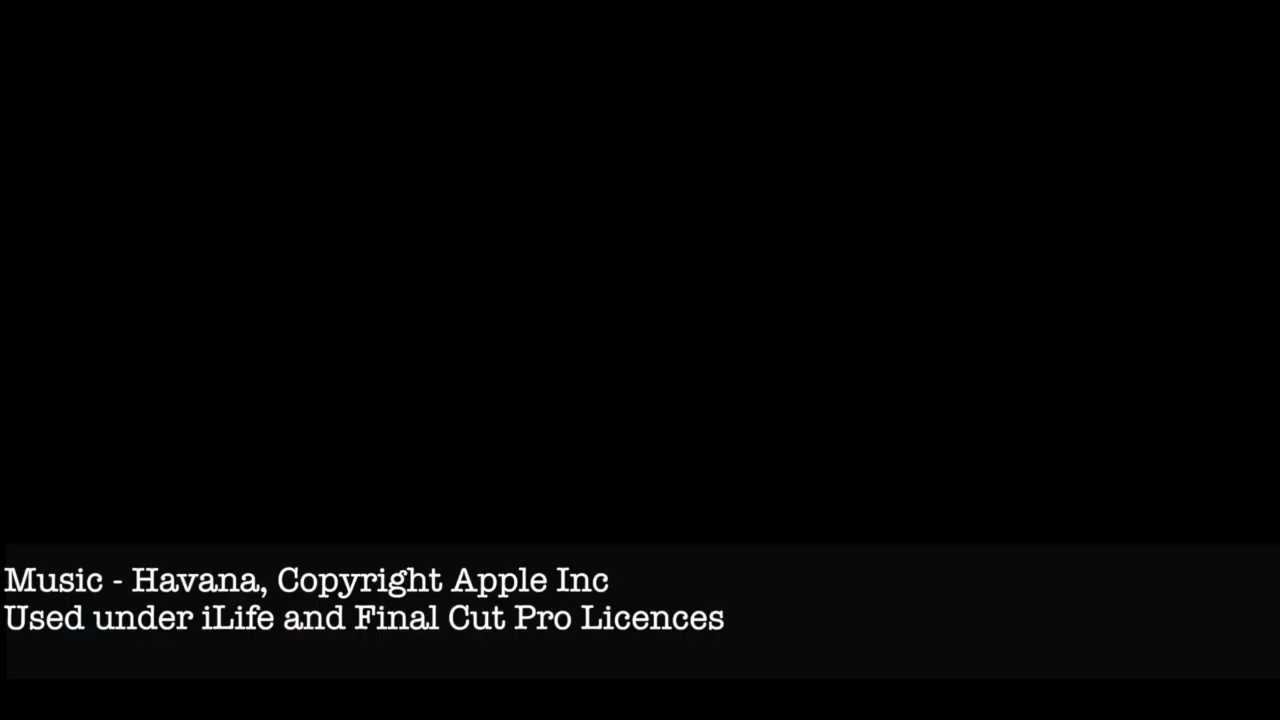 Music - Havana, Copyright Apple Inc
Used under iLife and Final Cut Pro Licences